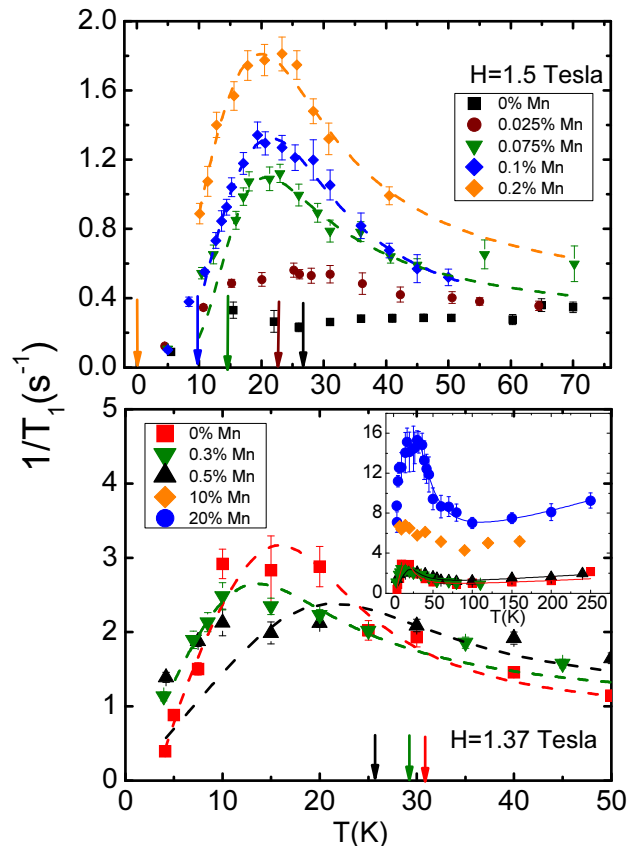 1/T1(s-1)
2.0
1.6
1.2
0.8
0.4
0.0
H=1.5 Tesla
0% Mn
0.025% Mn
0.075% Mn
0.1% Mn
0.2% Mn
0 10 20 30 40 50 60 70
5
4
3
2
1
0
0% Mn
0.3% Mn
0.5% Mn
10% Mn
20% Mn
16
12
8
4
0
0 50 100 150 200 250
T(K)
H=1.37 Tesla
0 10 20 30 40 50
T(K)